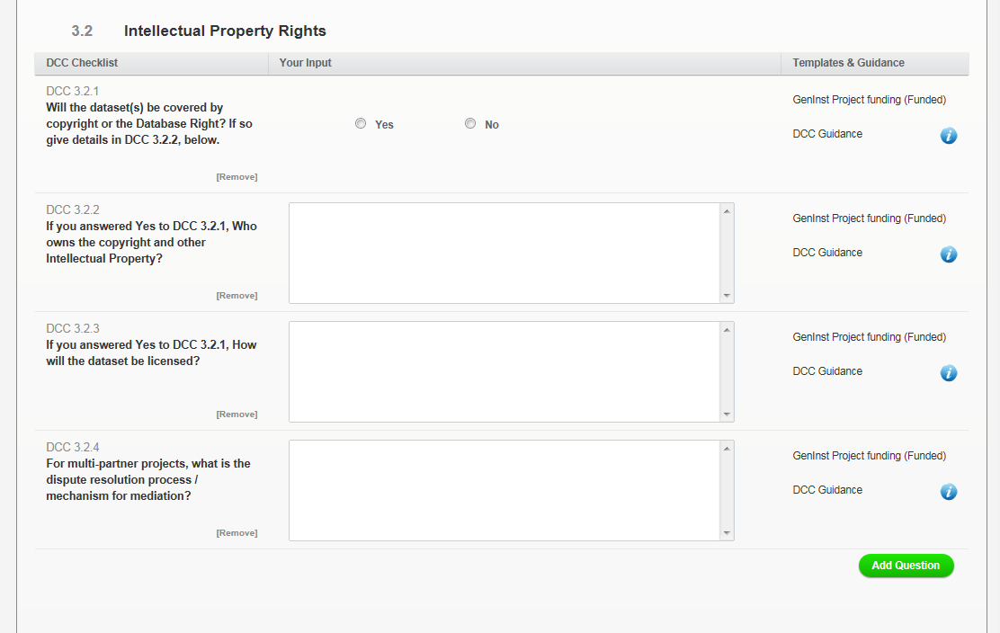 3.2 Intellectual Property Rights
DCC Checklist Your Input Templates & Guidance
DCC 3.2.1
Will the dataset(s) be covered by
copyright or the Database Right? If so
give details in DCC 3.2.2, below.
[Remove]
Yes No
GenInst Project funding (Funded)
DCC Guidance
i
DCC 3.2.2
If you answered Yes to DCC 3.2.1, Who
owns the copyright and other
Intellectual Property?
[Remove]
GenInst Project funding (Funded)
DCC Guidance
i
DCC 3.2.3
If you answered Yes to DCC 3.2.1, How
will the dataset be licensed?
[Remove]
GenInst Project funding (Funded)
DCC Guidance
i
DCC 3.2.4
For multi-partner projects, what is the
dispute resolution process /
mechanism for mediation?
[Remove]
GenInst Project funding (Funded)
DCC Guidance
i
Add Question